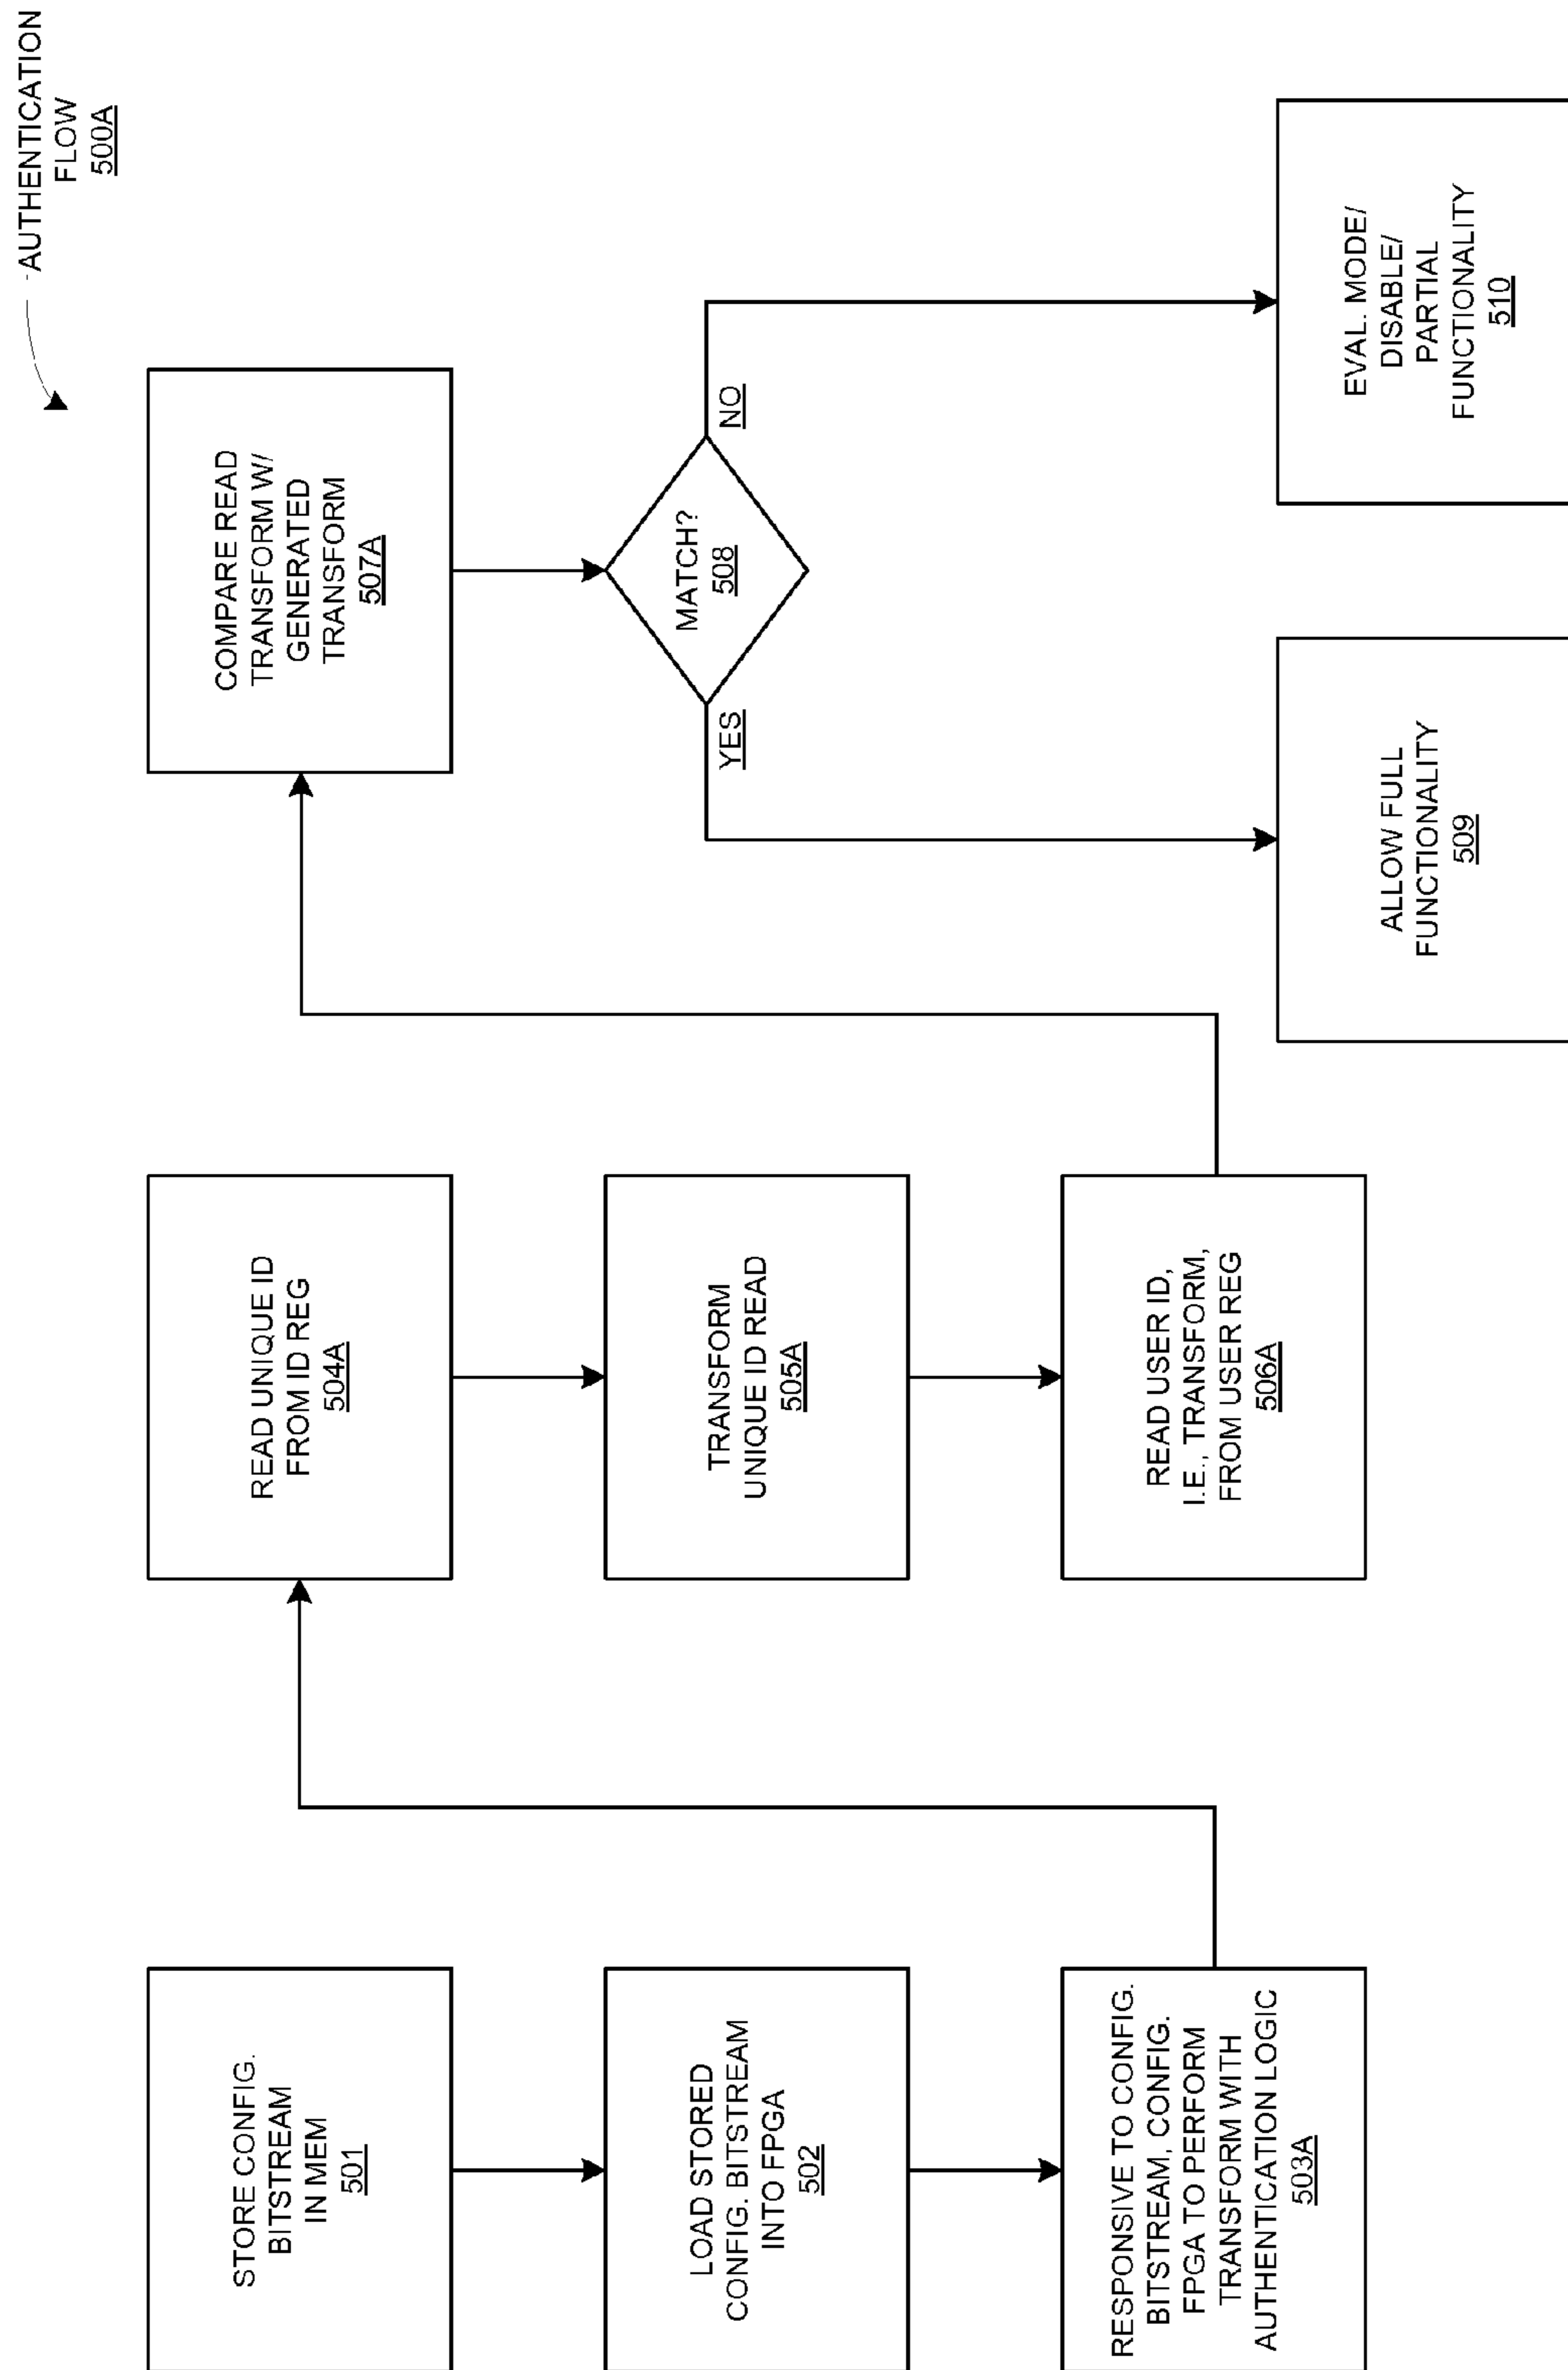 AUTHENTICATION
FLOW
500A
STORE CONFIG.
BITSTREAM
IN MEM
501
LOAD STORED
CONFIG. BITSTREAM
INTO FPGA
502
RESPONSIVE TO CONFIG.
BITSTREAM, CONFIG.
FPGA TO PERFORM
TRANSFORM WITH
AUTHENTICATION LOGIC
503A
READ UNIQUE ID
FROM ID REG
504A
TRANSFORM
UNIQUE ID READ
505A
READ USER ID,
I.E., TRANSFORM,
FROM USER REG
506A
COMPARE READ
TRANSFORM W/
GENERATED
TRANSFORM
507A
MATCH?
508
YES
NO
ALLOW FULL
FUNCTIONALITY
509
EVAL. MODE/
DISABLE/
PARTIAL
FUNCTIONALITY
510